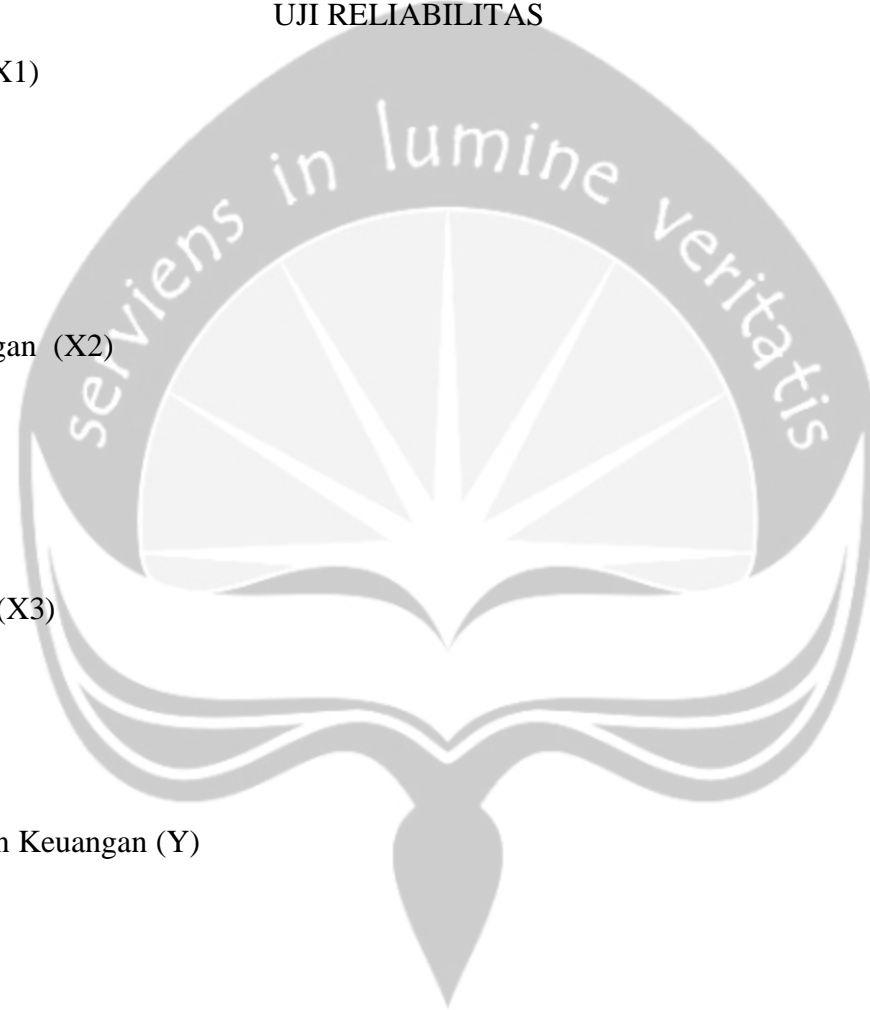 UJI RELIABILITAS
X1)
serviens in lumine veritatis
gan (X2)
(X3)
n Keuangan (Y)